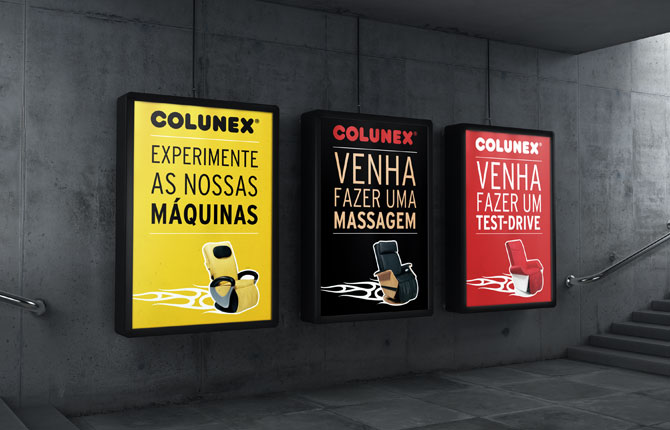 COLUNEX®
EXPERIMENTE
AS NOSSAS
MÁQUINAS
COLUNEX®
VENHA
FAZER UMA
MASSAGEM
COLUNEX®
VENHA
FAZER UM
TEST-DRIVE